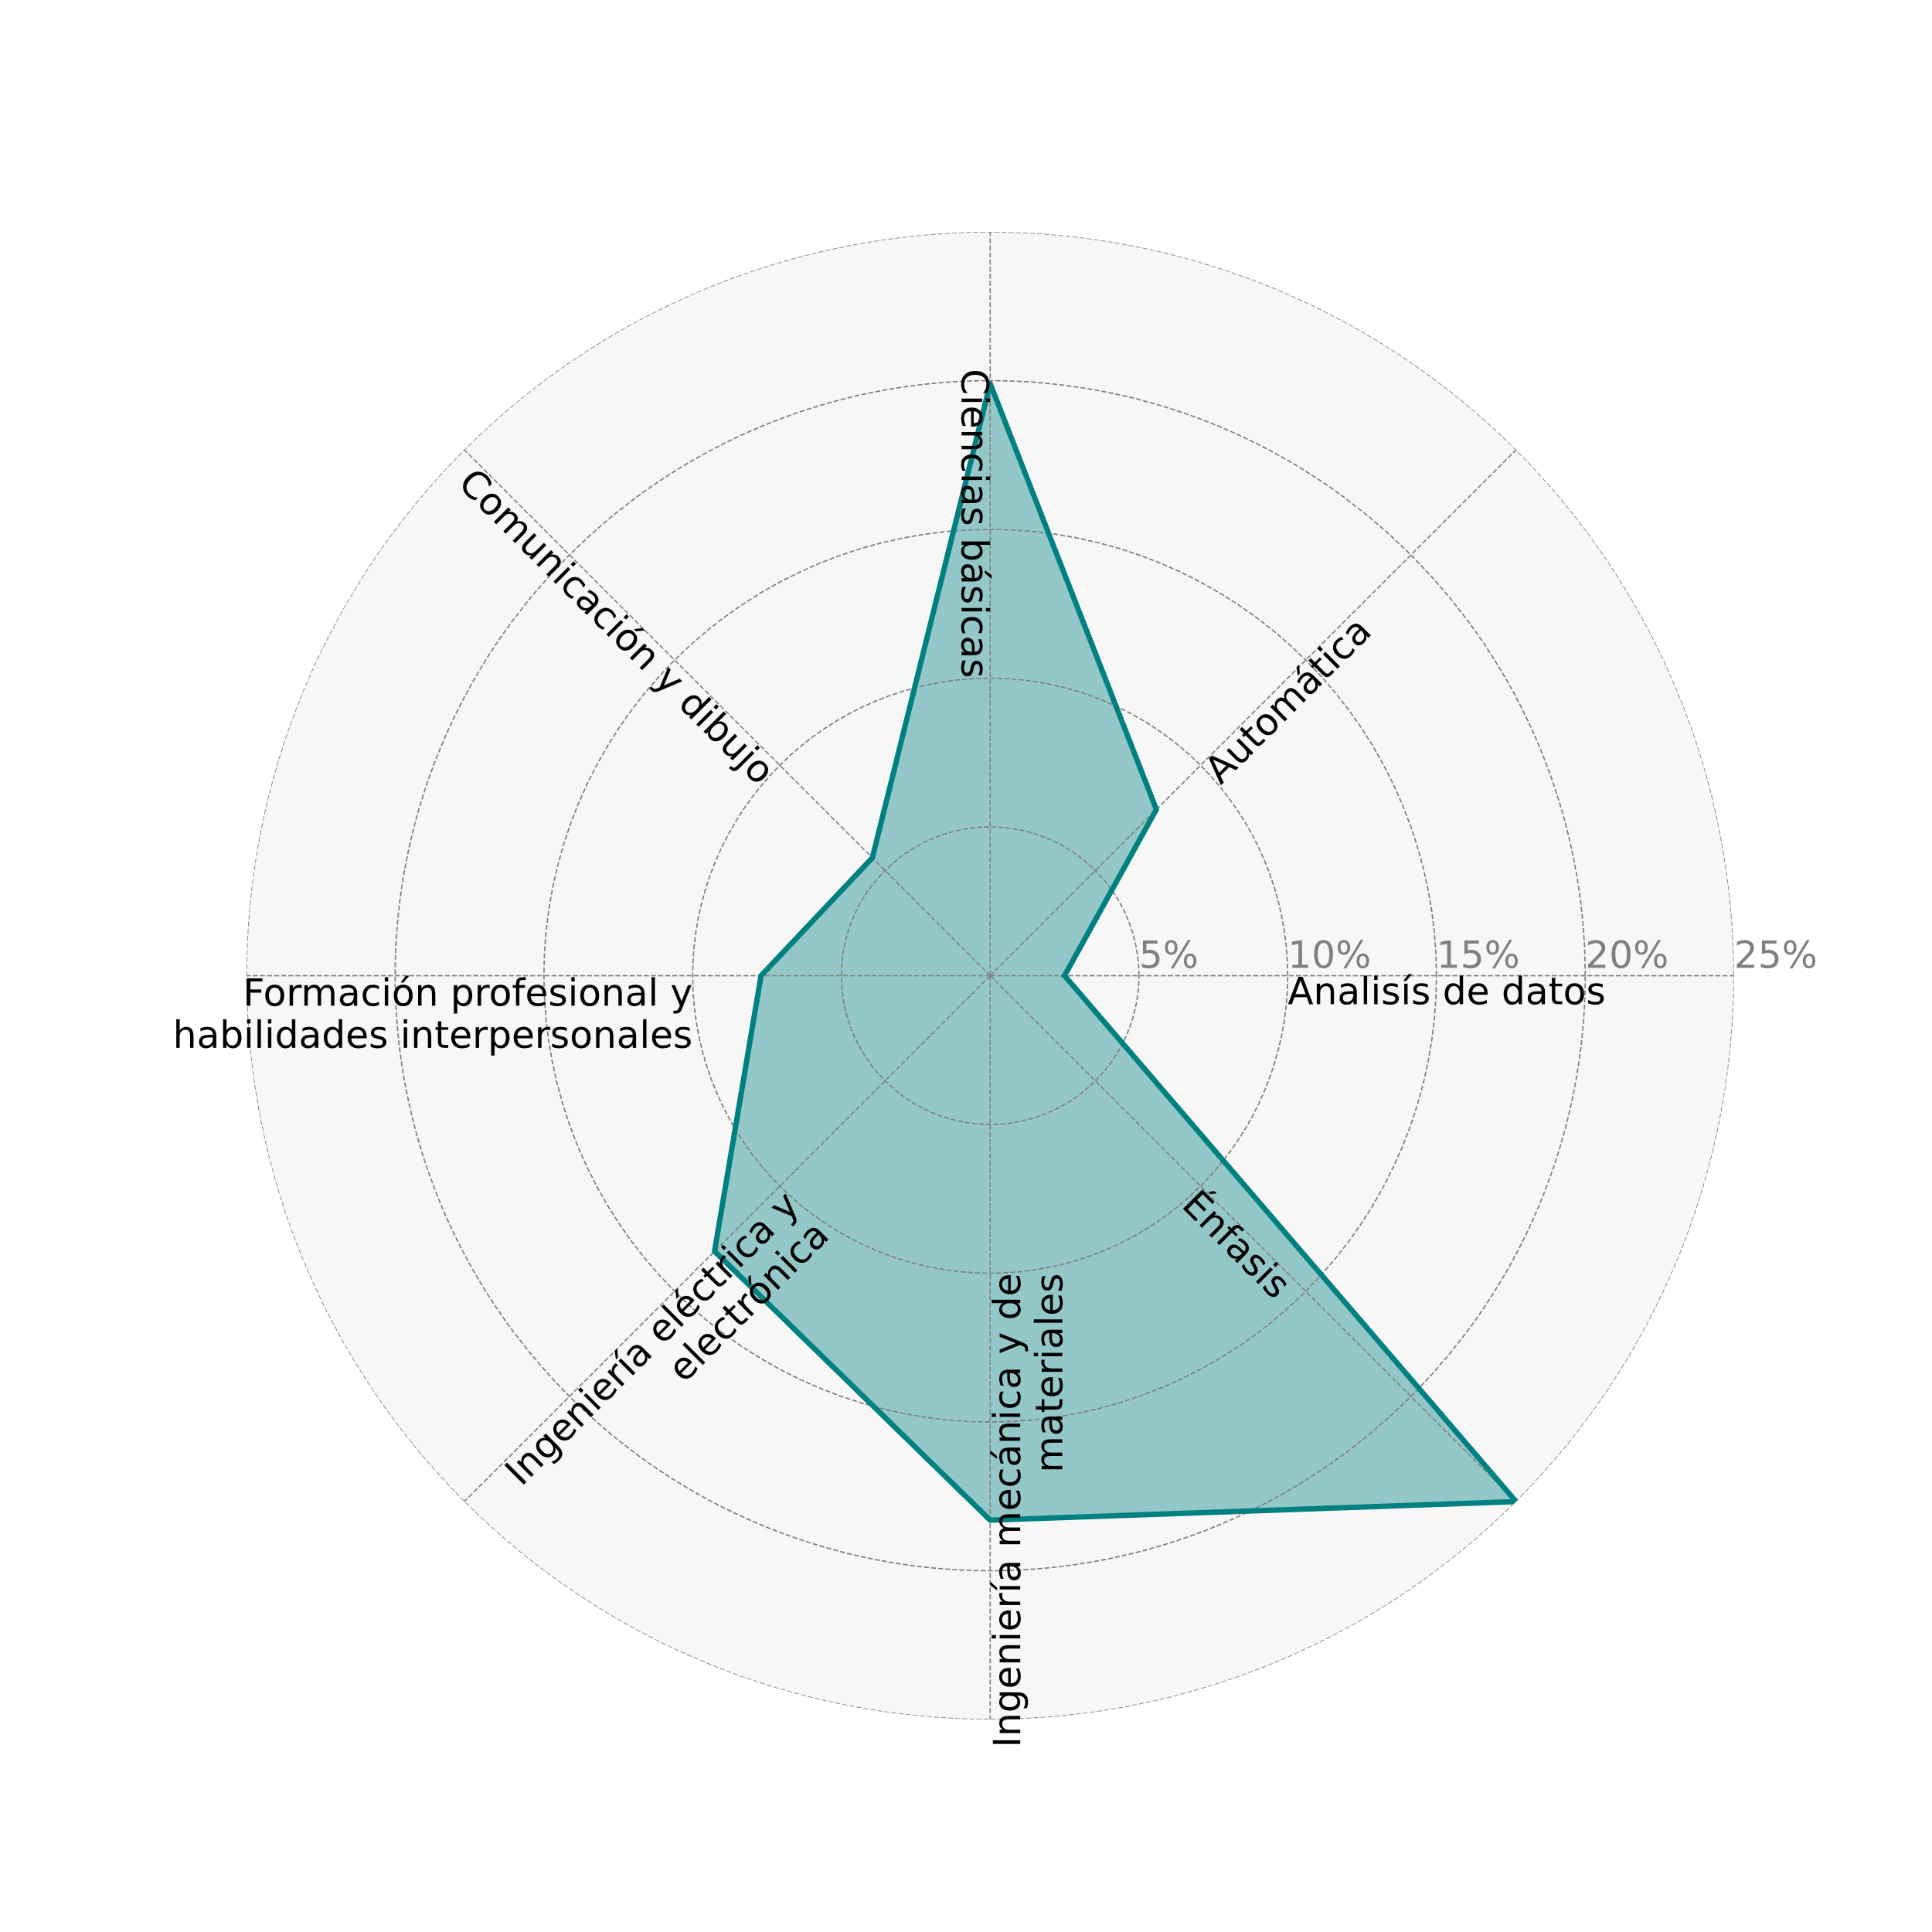 Ciencias básicas
Comunicación y dibujo
Automática
5%
10%
15%
20%
25%
Analisís de datos
Formación profesional y
habilidades interpersonales
Énfasis
Ingeniería eléctrica y
electrónica
Ingeniería mecánica y de
materiales